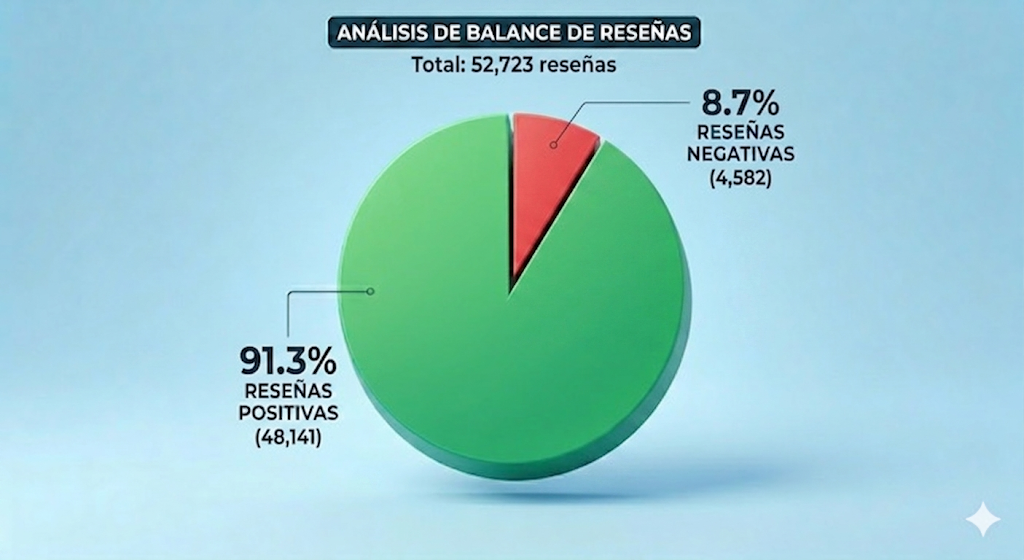 ANÁLISIS DE BALANCE DE RESEÑAS
Total: 52,723 reseñas
8.7%
RESEÑAS
NEGATIVAS
(4,582)
91.3%
RESEÑAS
POSITIVAS
(48,141)